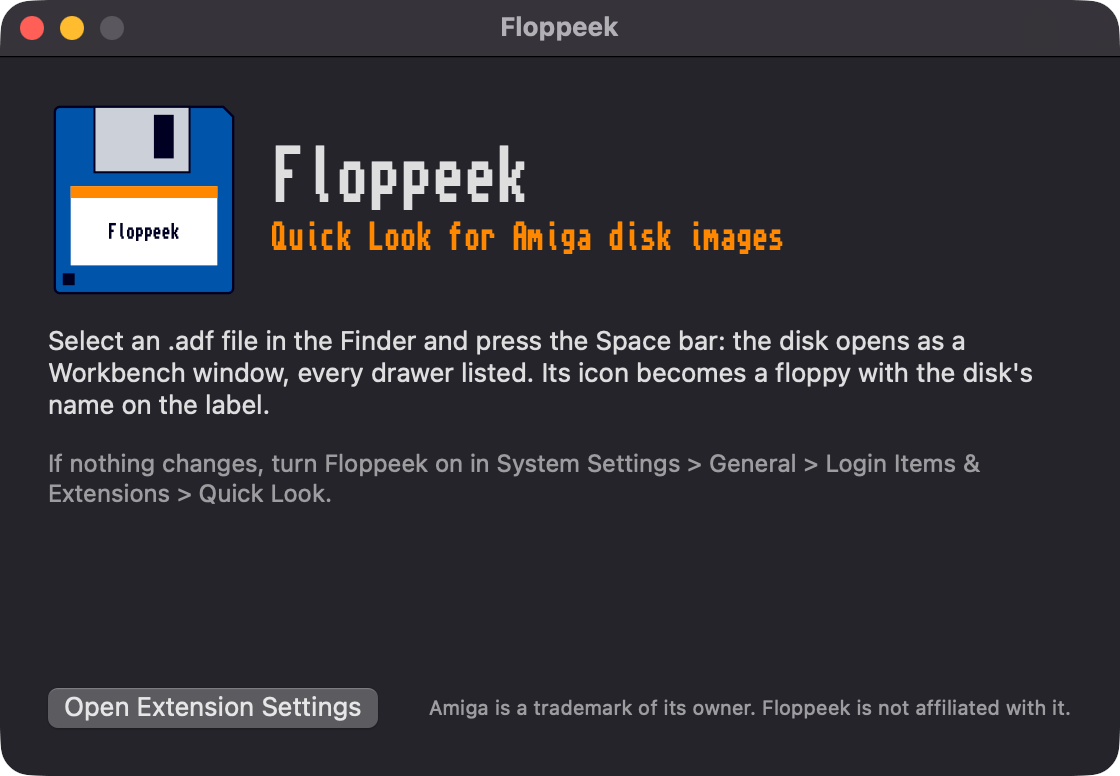 Floppeek
Floppeek
Quick Look for Amiga disk images
Floppeek
Select an .adf file in the Finder and press the Space bar: the disk opens as a
Workbench window, every drawer listed. Its icon becomes a floppy with the disk's
name on the label.
If nothing changes, turn Floppeek on in System Settings > General > Login Items &
Extensions > Quick Look.
Open Extension Settings
Amiga is a trademark of its owner. Floppeek is not affiliated with it.